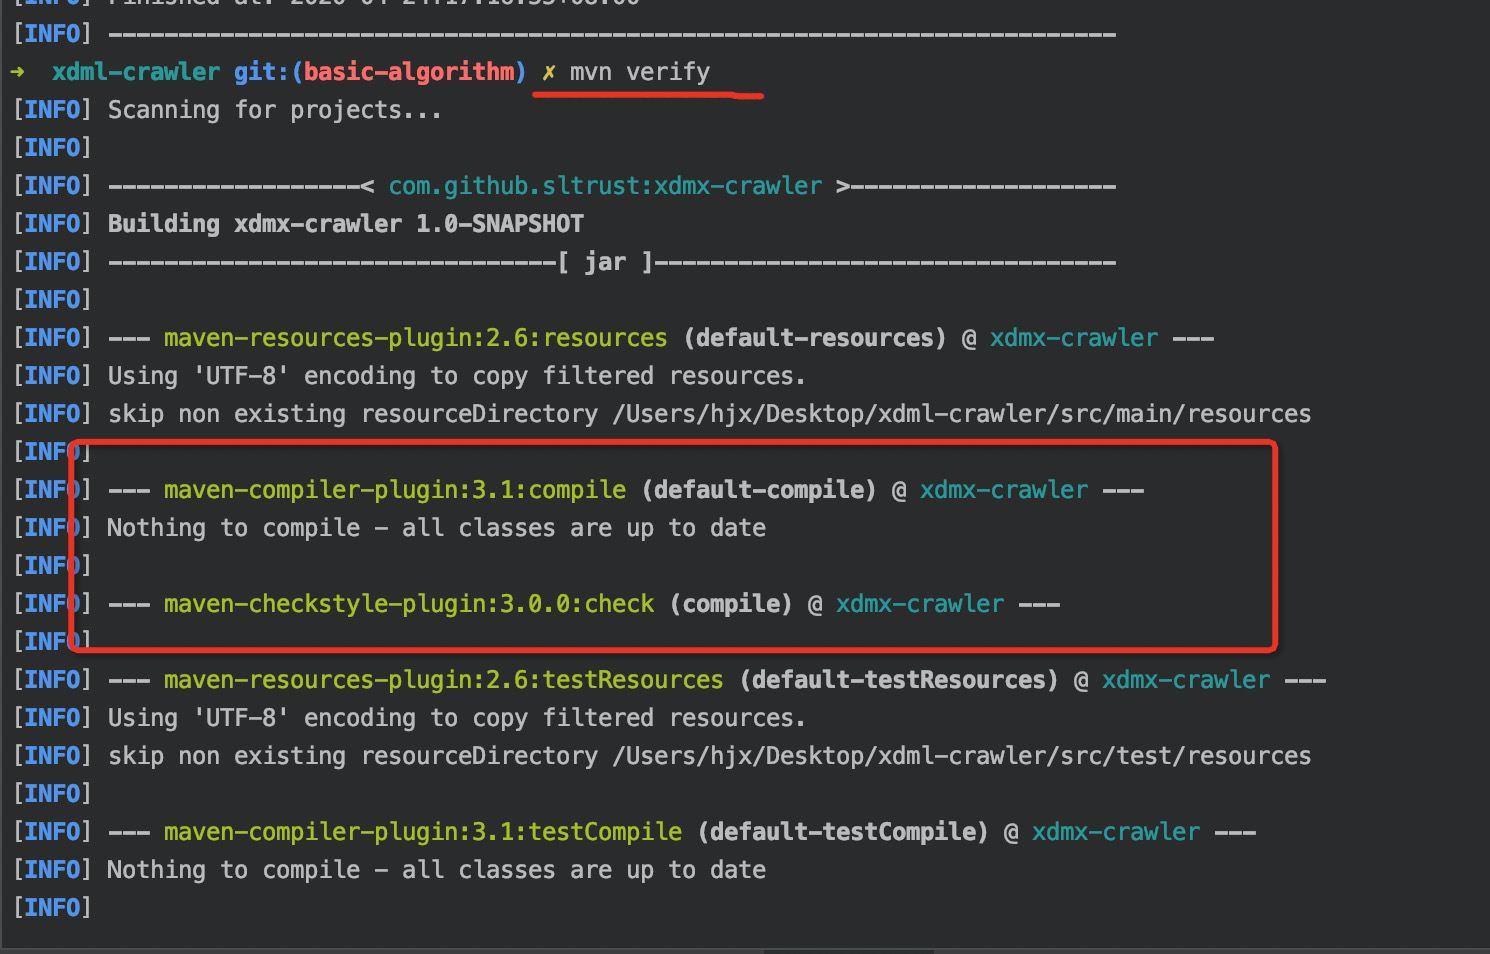 [INFO] ------------------------------------------------------------------------
➜  xdml-crawler git:(basic-algorithm) ✗ mvn verify
[INFO] Scanning for projects...
[INFO]
[INFO] ------------------< com.github.sltrust:xdmx-crawler >-------------------
[INFO] Building xdmx-crawler 1.0-SNAPSHOT
[INFO] --------------------------------[ jar ]---------------------------------
[INFO]
[INFO] --- maven-resources-plugin:2.6:resources (default-resources) @ xdmx-crawler ---
[INFO] Using 'UTF-8' encoding to copy filtered resources.
[INFO] skip non existing resourceDirectory /Users/hjx/Desktop/xdml-crawler/src/main/resources
[INFO]
[INFO] --- maven-compiler-plugin:3.1:compile (default-compile) @ xdmx-crawler ---
[INFO] Nothing to compile - all classes are up to date
[INFO]
[INFO] --- maven-checkstyle-plugin:3.0.0:check (compile) @ xdmx-crawler ---
[INFO]
[INFO] --- maven-resources-plugin:2.6:testResources (default-testResources) @ xdmx-crawler ---
[INFO] Using 'UTF-8' encoding to copy filtered resources.
[INFO] skip non existing resourceDirectory /Users/hjx/Desktop/xdml-crawler/src/test/resources
[INFO]
[INFO] --- maven-compiler-plugin:3.1:testCompile (default-testCompile) @ xdmx-crawler ---
[INFO] Nothing to compile - all classes are up to date
[INFO]